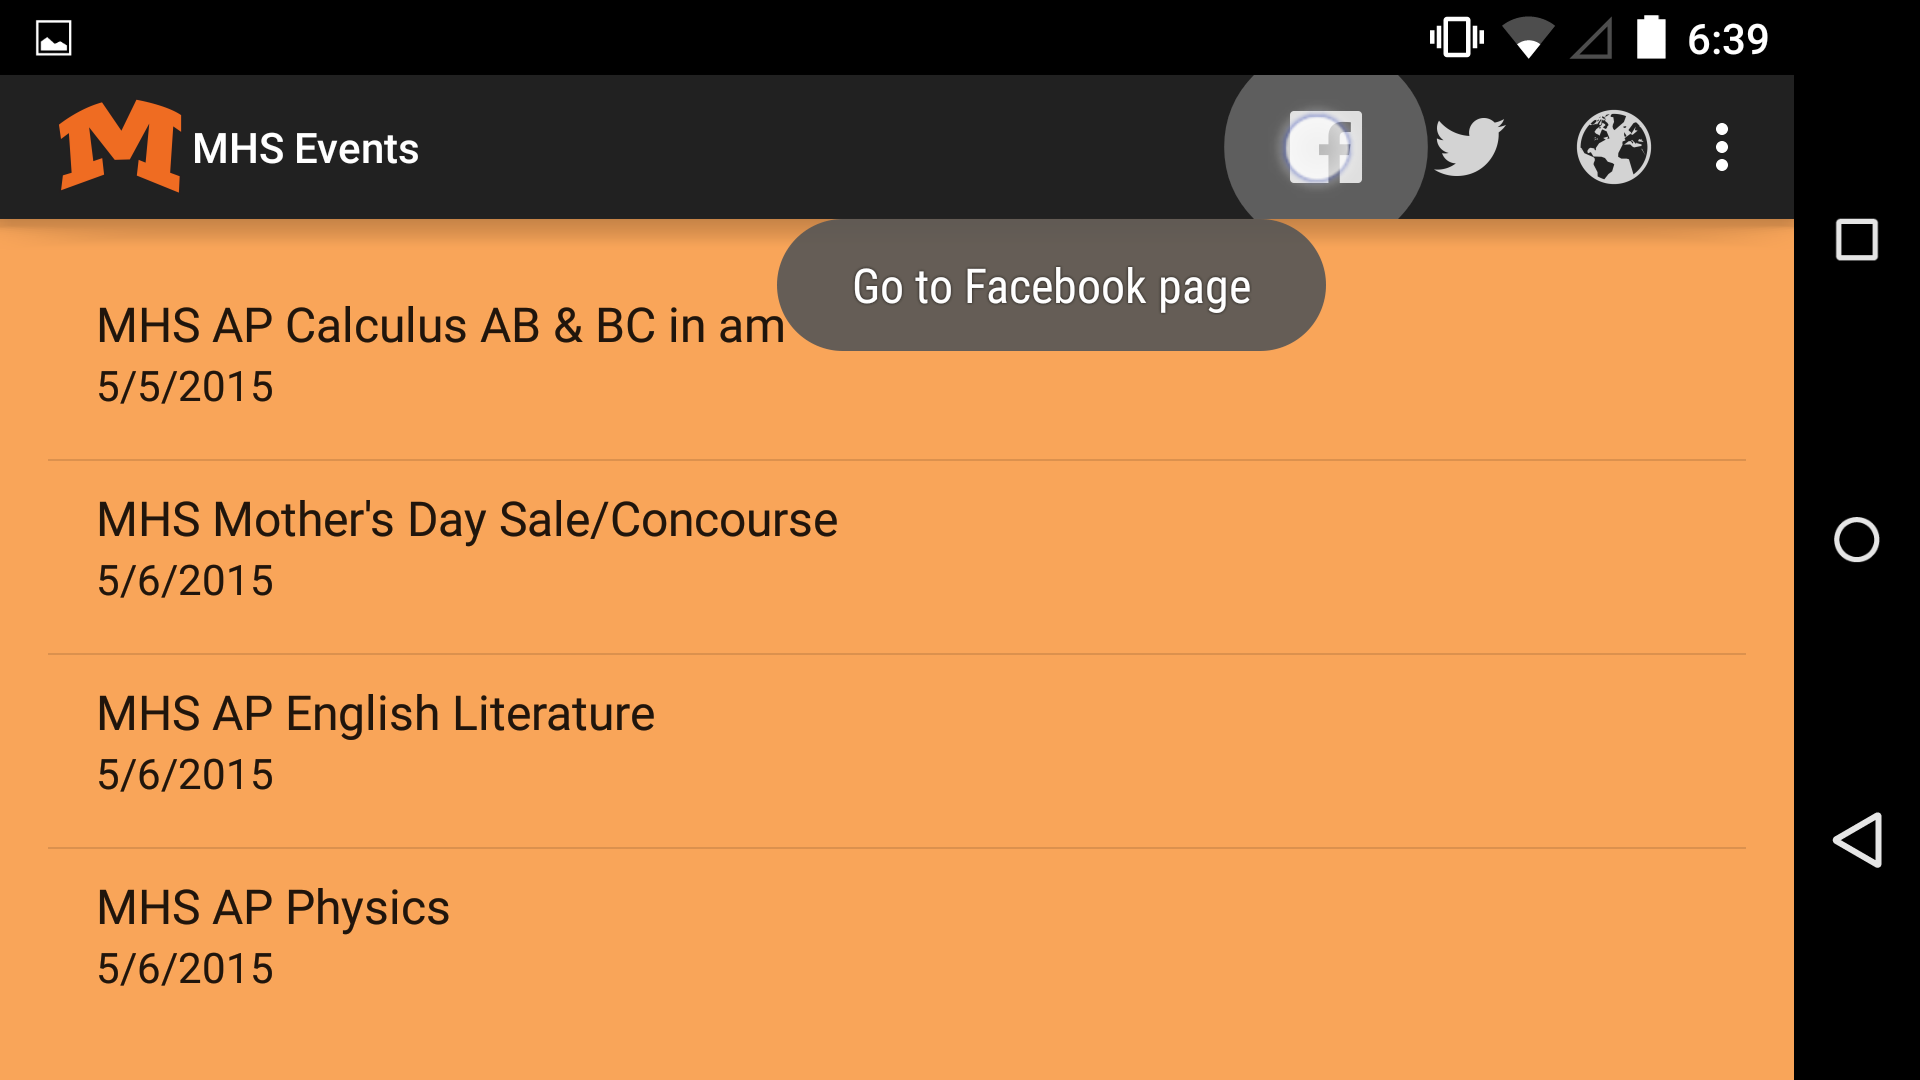 6:39
M
MHS Events
Go to Facebook page
MHS AP Calculus AB & BC in am
5/5/2015
MHS Mother's Day Sale/Concourse
5/6/2015
MHS AP English Literature
5/6/2015
MHS AP Physics
5/6/2015